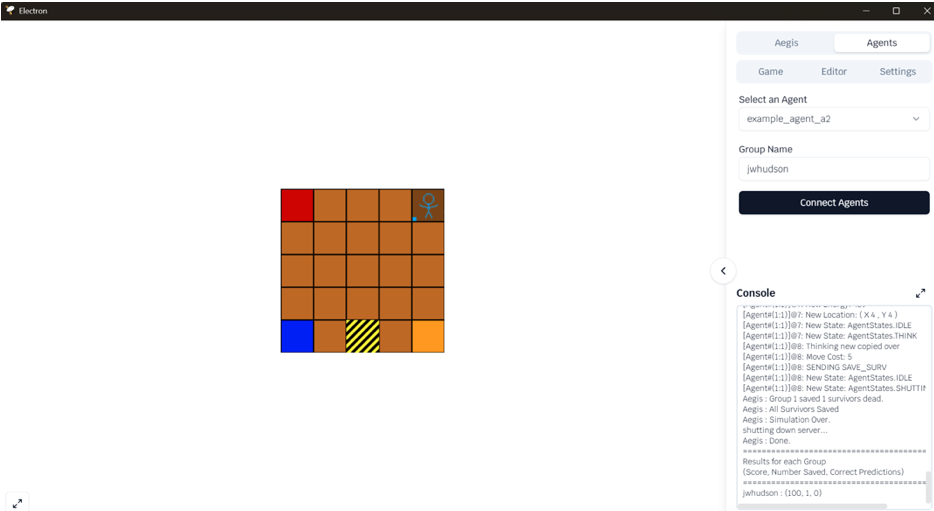 Electron
Aegis Agents
Game Editor Settings
Select an Agent
example_agent_a2
Group Name
jwhudson
Connect Agents
Console
[Agent#(1:1)]@7: New Location: ( X 4 , Y 4 )
[Agent#(1:1)]@7: New State: AgentStates.IDLE
[Agent#(1:1)]@7: New State: AgentStates.THINK
[Agent#(1:1)]@8: Thinking new copied over
[Agent#(1:1)]@8: Move Cost: 5
[Agent#(1:1)]@8: SENDING SAVE_SURV
[Agent#(1:1)]@8: New State: AgentStates.IDLE
[Agent#(1:1)]@8: New State: AgentStates.SHUTTIN
Aegis : Group 1 saved 1 survivors dead.
Aegis : All Survivors Saved
Aegis : Simulation Over.
shutting down server...
Aegis : Done.
=======================================
Results for each Group
(Score, Number Saved, Correct Predictions)
=======================================
jwhudson : (100, 1, 0)